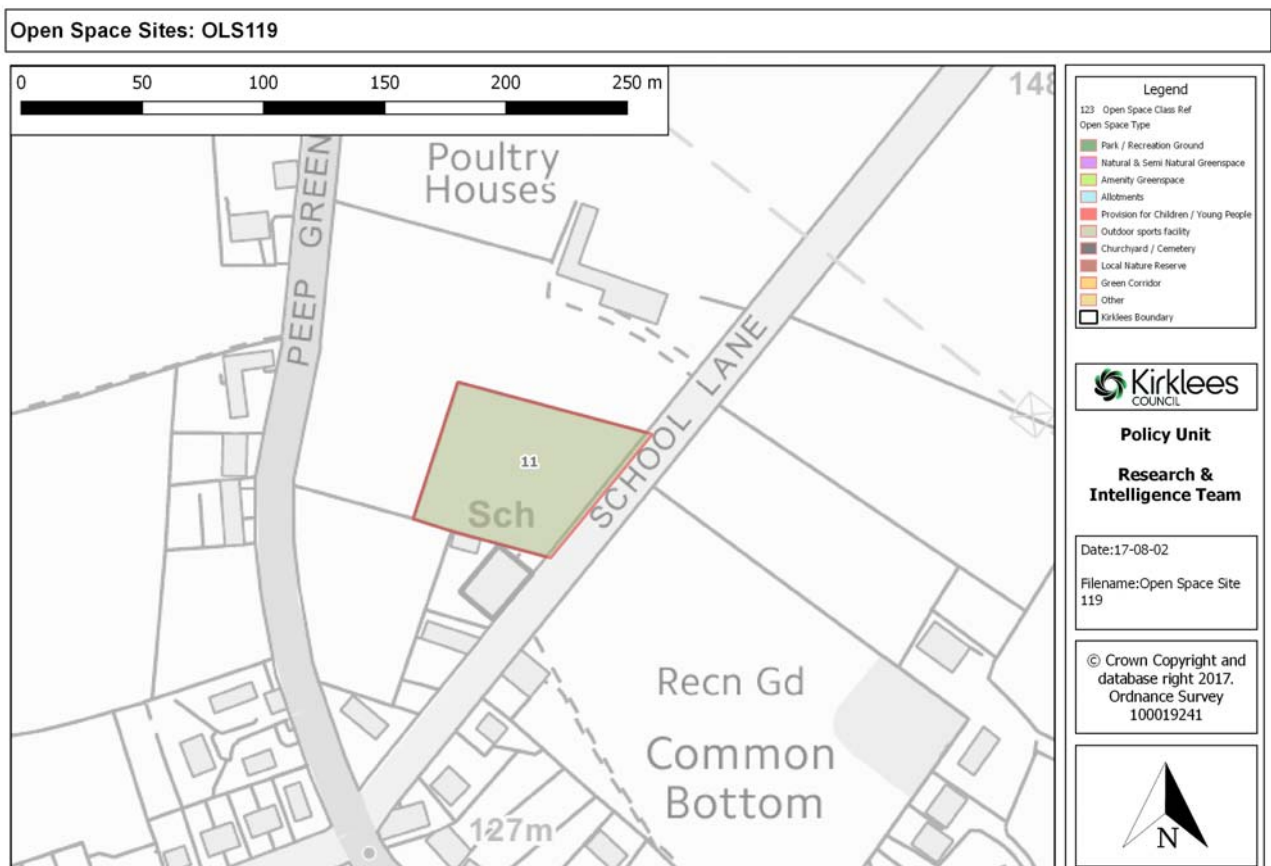 Open Space Sites: OLS119
0 50 100 150 200 250 m
148
Poultry
Houses
PEEP GREEN
SCHOOL LANE
11
Sch
Recn Gd
Common
Bottom
127m
Legend
123 Open Space Class Ref
Open Space Type
Park / Recreation Ground
Natural & Semi Natural Greenspace
Amenity Greenspace
Allotments
Provision for Children / Young People
Outdoor sports facility
Churchyard / Cemetery
Local Nature Reserve
Green Corridor
Other
Kirklees Boundary
Kirklees
COUNCIL
Policy Unit
Research &
Intelligence Team
Date:17-08-02
Filename:Open Space Site
119
© Crown Copyright and
database right 2017.
Ordnance Survey
100019241
N